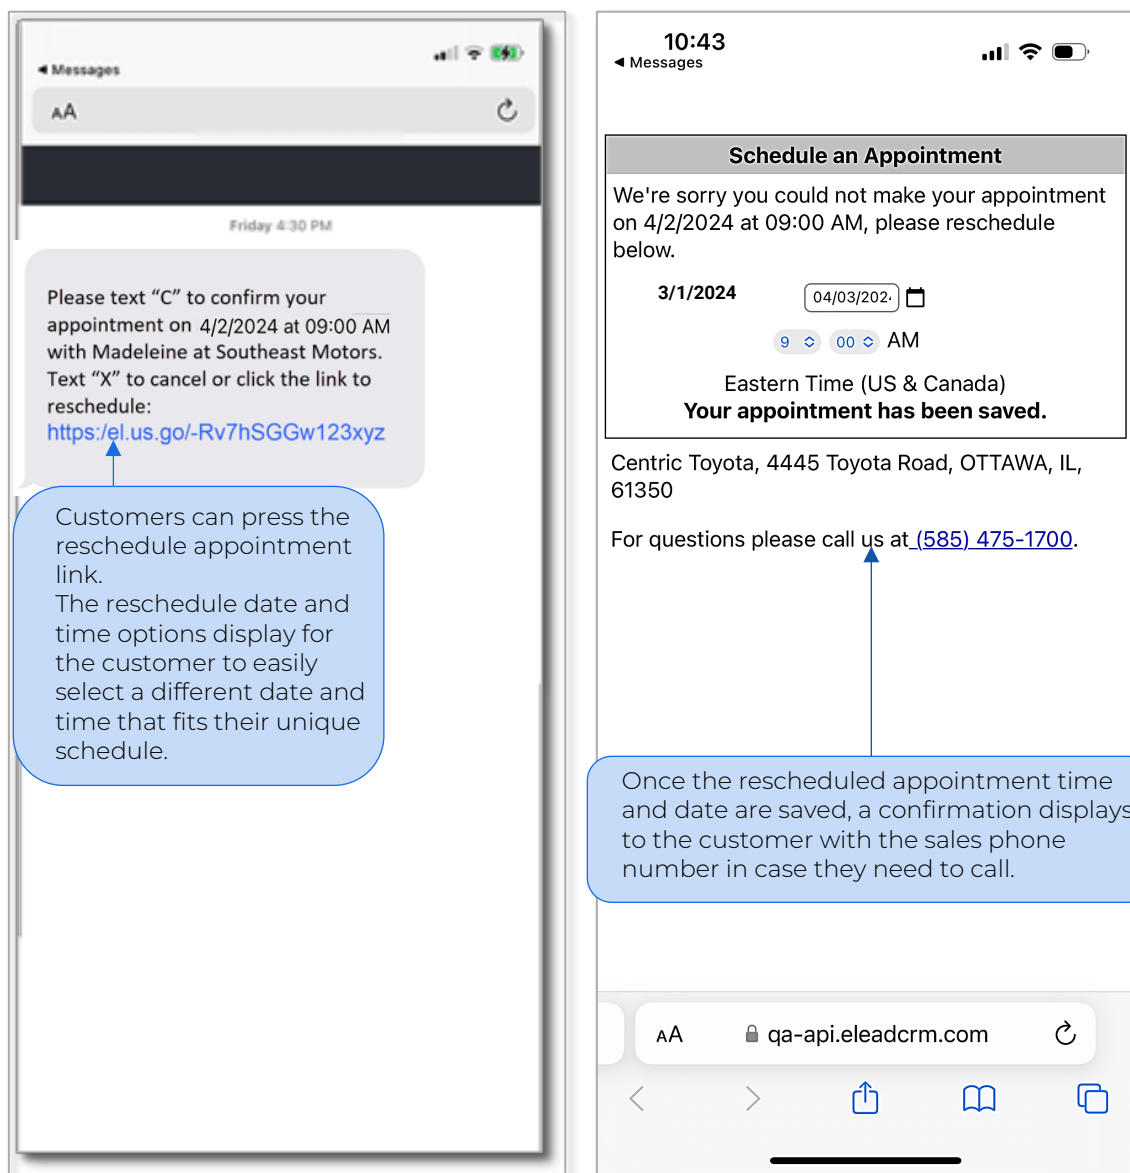 Messages
AA
Friday 4:30 PM
Please text “C” to confirm your
appointment on 4/2/2024 at 09:00 AM
with Madeleine at Southeast Motors.
Text “X” to cancel or click the link to
reschedule:
https:/el.us.go/-Rv7hSGGw123xyz
Customers can press the
reschedule appointment
link.
The reschedule date and
time options display for
the customer to easily
select a different date and
time that fits their unique
schedule.
10:43
Messages
Schedule an Appointment
We're sorry you could not make your appointment
on 4/2/2024 at 09:00 AM, please reschedule
below.
3/1/2024 04/03/202
9 00 AM
Eastern Time (US & Canada)
Your appointment has been saved.
Centric Toyota, 4445 Toyota Road, OTTAWA, IL,
61350
For questions please call us at (585) 475-1700.
Once the rescheduled appointment time
and date are saved, a confirmation displays
to the customer with the sales phone
number in case they need to call.
AA qa-api.eleadcrm.com